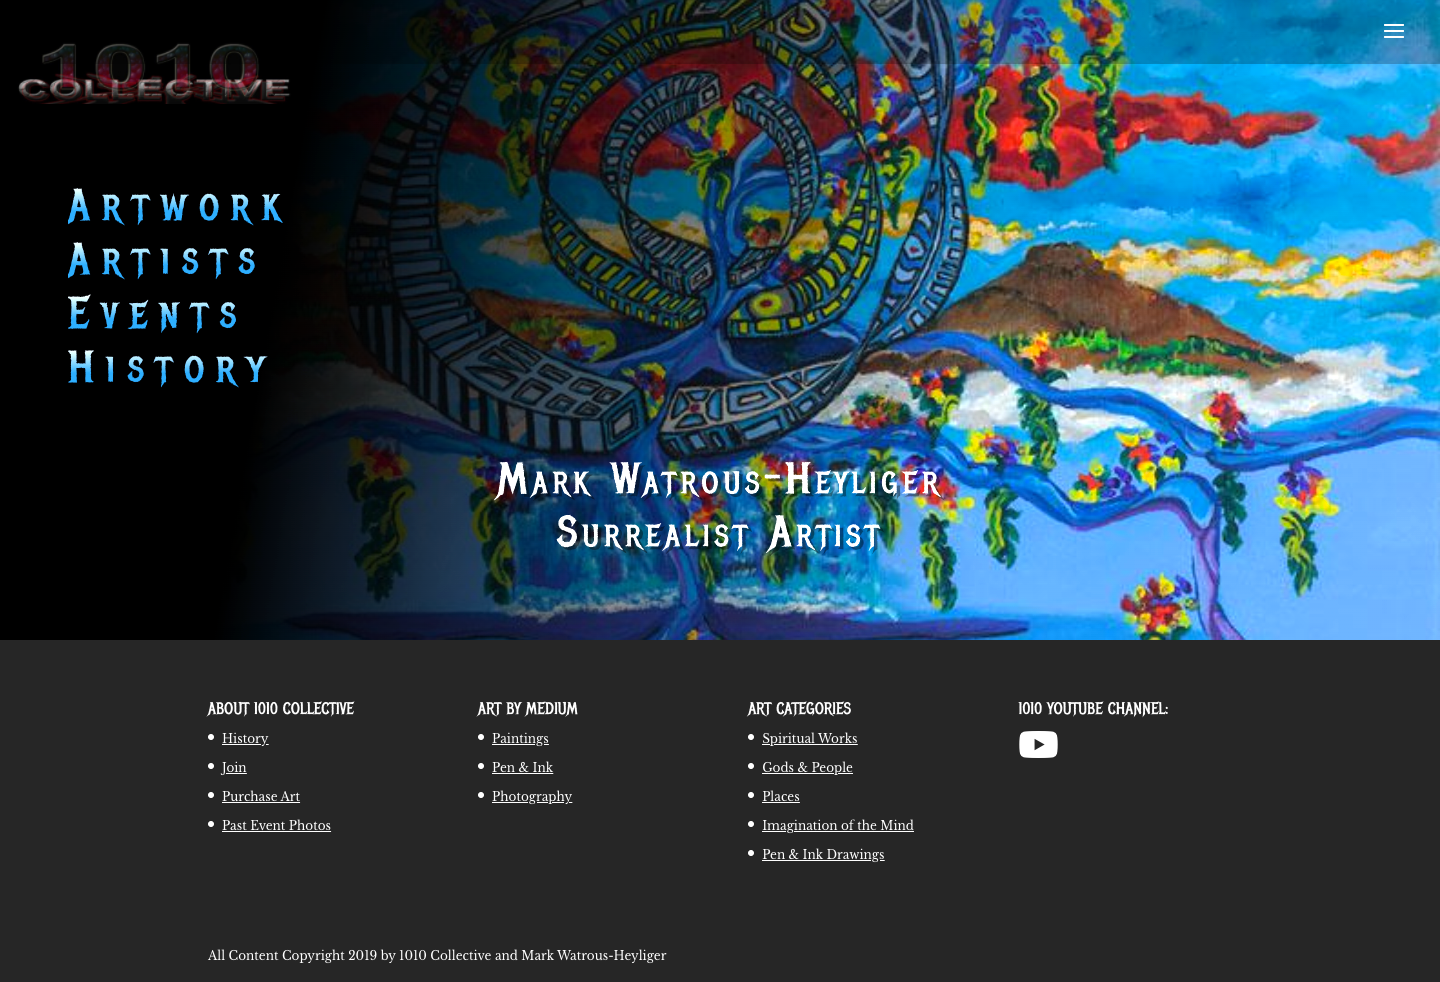 1010
COLLECTIVE
Artwork
Artists
Events
History
Mark Watrous-Heyliger
Surrealist Artist
ABOUT 1010 COLLECTIVE
History
Join
Purchase Art
Past Event Photos
ART BY MEDIUM
Paintings
Pen & Ink
Photography
ART CATEGORIES
Spiritual Works
Gods & People
Places
Imagination of the Mind
Pen & Ink Drawings
1010 YOUTUBE CHANNEL:
All Content Copyright 2019 by 1010 Collective and Mark Watrous-Heyliger